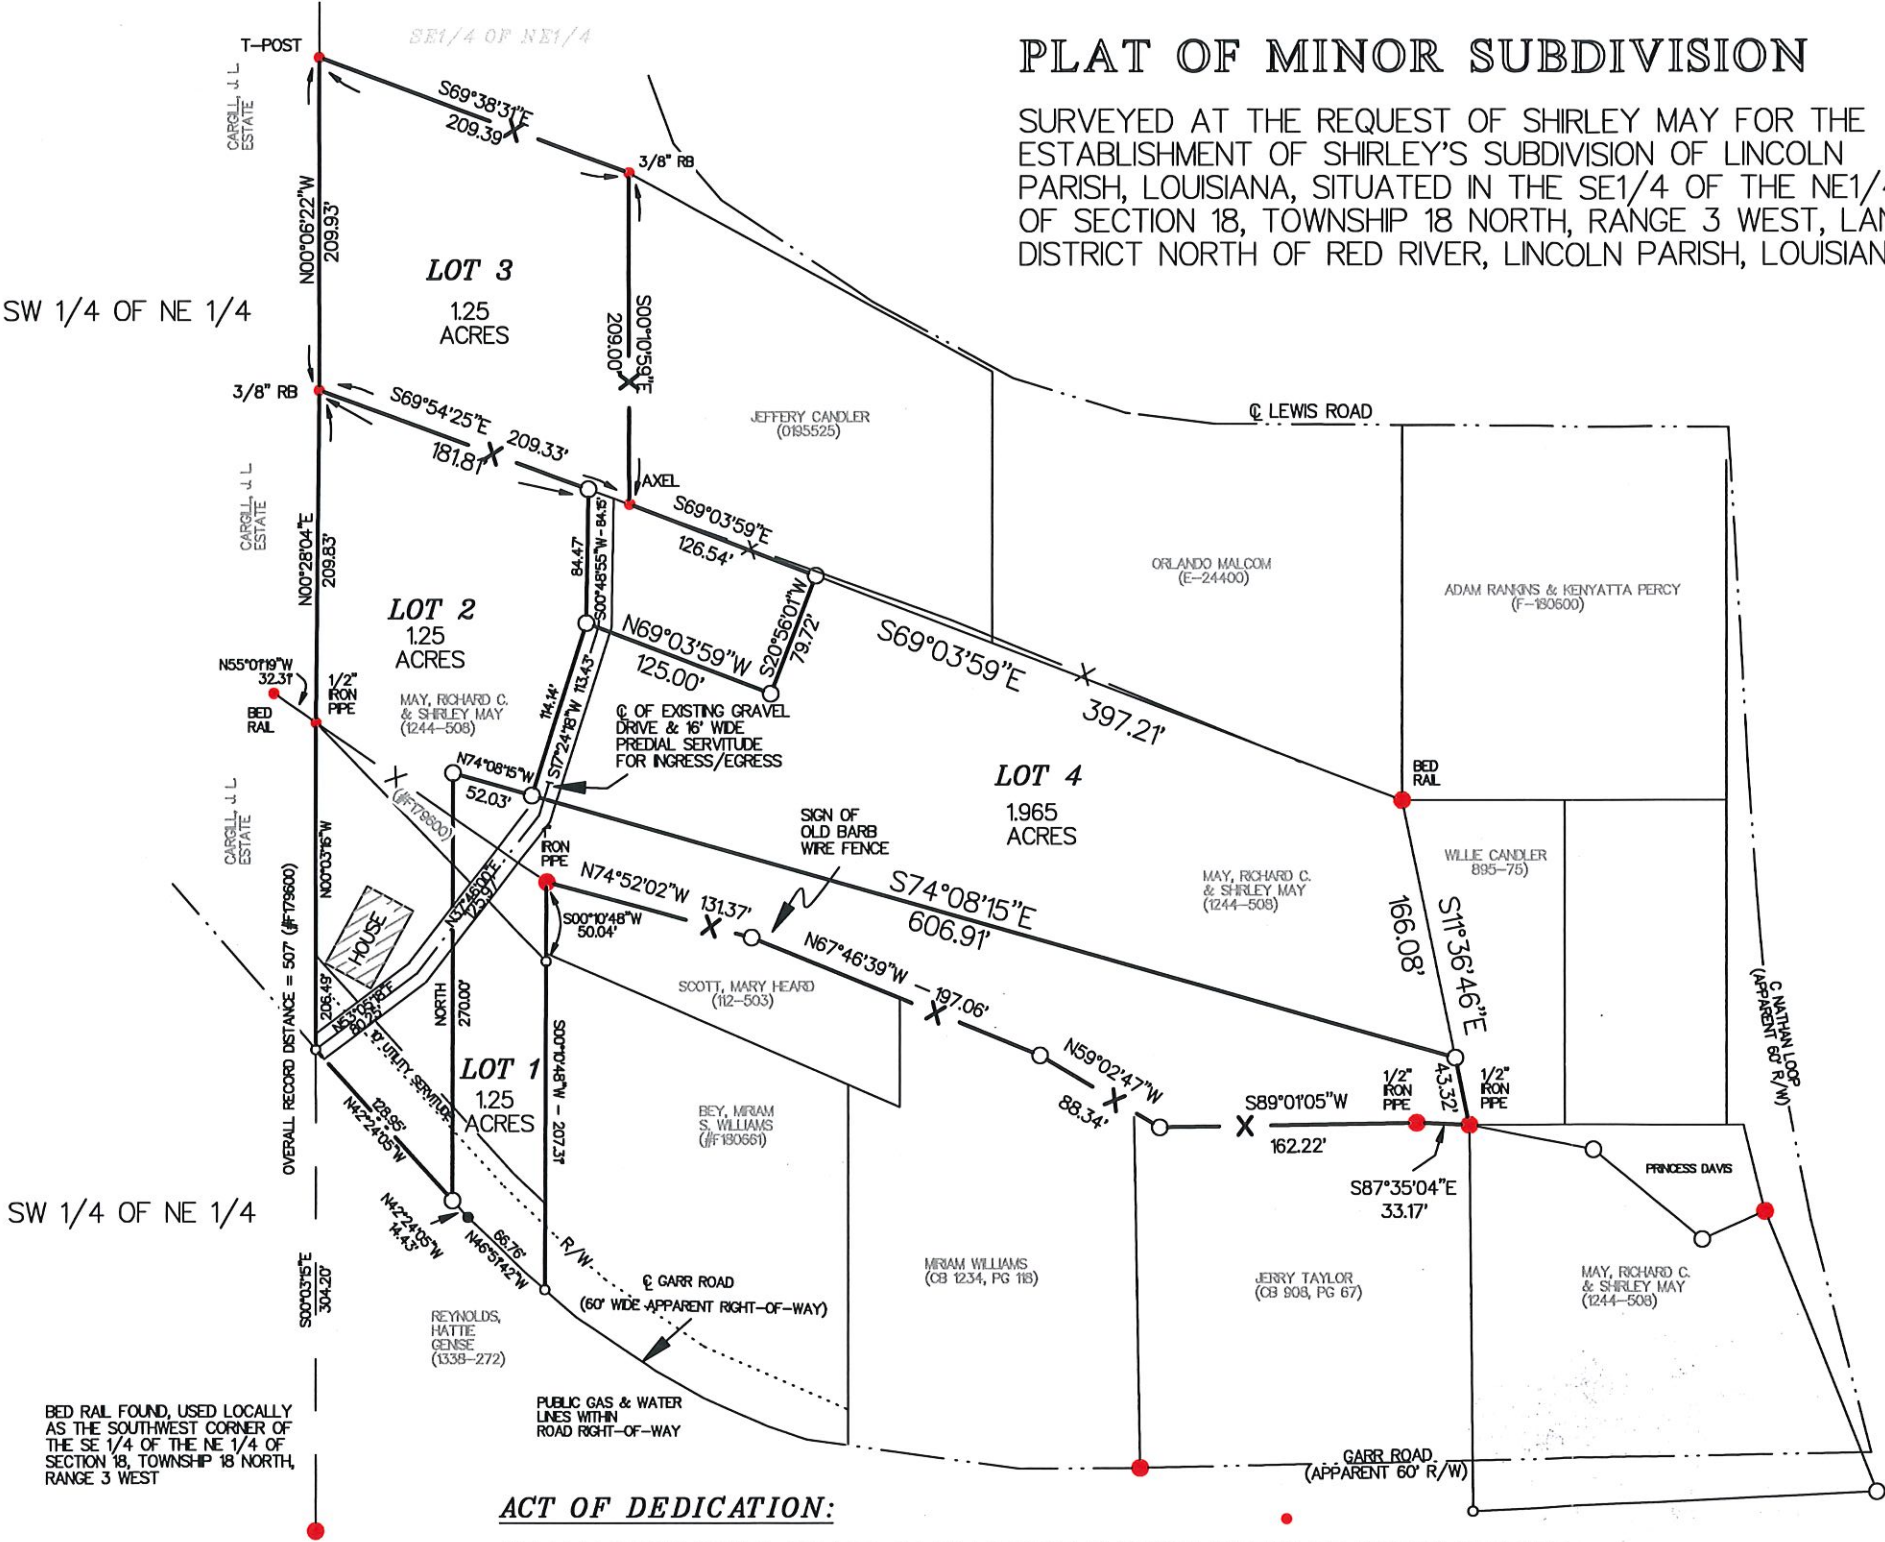 SE1/4 OF NE1/4
PLAT OF MINOR SUBDIVISION
SURVEYED AT THE REQUEST OF SHIRLEY MAY FOR THE
ESTABLISHMENT OF SHIRLEY'S SUBDIVISION OF LINCOLN
PARISH, LOUISIANA, SITUATED IN THE SE1/4 OF THE NE1/4
OF SECTION 18, TOWNSHIP 18 NORTH, RANGE 3 WEST, LAN
DISTRICT NORTH OF RED RIVER, LINCOLN PARISH, LOUISIAN
T-POST
CARGILL, J. L.
ESTATE
S69°38'31"E
209.39'
3/8" RB
N00°06'22"W
209.93'
LOT 3
1.25
ACRES
SW 1/4 OF NE 1/4
S00°10'59"E
209.00'
3/8" RB
S69°54'25"E
209.33'
181.81'
JEFFERY CANDLER
(0195525)
℄ LEWIS ROAD
AXEL
S69°03'59"E
126.54'
CARGILL, J. L.
ESTATE
N00°28'04"E
209.83'
84.47'
S00°48'55"W-84.15'
ORLANDO MALCOM
(E-24400)
ADAM RANKINS & KENYATTA PERCY
(F-180600)
LOT 2
1.25
ACRES
N69°03'59"W
125.00'
S20°56'01"W
79.72'
S69°03'59"E
397.21'
N55°01'19"W
32.31'
BED
RAIL
1/2"
IRON
PIPE
MAY, RICHARD C.
& SHIRLEY MAY
(1244-508)
114.14'
S17°24'18"W 113.43'
℄ OF EXISTING GRAVEL
DRIVE & 16' WIDE
PREDIAL SERVITUDE
FOR INGRESS/EGRESS
N74°08'15"W
52.03'
(#F179600)
LOT 4
1.965
ACRES
BED
RAIL
CARGILL, J. L.
ESTATE
N00°03'15"W
206.49'
OVERALL RECORD DISTANCE = 507' (#F179600)
1"
IRON
PIPE
SIGN OF
OLD BARB
WIRE FENCE
N74°52'02"W
131.37'
S74°08'15"E
606.91'
MAY, RICHARD C.
& SHIRLEY MAY
(1244-508)
WILLIE CANDLER
895-75)
HOUSE
N37°46'00"E
125.97'
S00°10'48"W
50.04'
N67°46'39"W - 197.06'
166.08'
S11°36'46"E
SCOTT, MARY HEARD
(112-503)
NORTH
270.00'
N53°05'18"E
80.25'
10' UTILITY SERVITUDE
S00°10'48"W - 207.31'
LOT 1
1.25
ACRES
128.95'
N42°24'05"W
N59°02'47"W
88.34'
S89°01'05"W
162.22'
1/2"
IRON
PIPE
43.32'
1/2"
IRON
PIPE
C NATHAN LOOP
(APPARENT 60' R/W)
BEY, MIRIAM
S. WILLIAMS
(#F180661)
PRINCESS DAVIS
S87°35'04"E
33.17'
SW 1/4 OF NE 1/4
N42°24'05"W
14.43'
66.76'
N46°51'42"W
R/W
S00°03'15"E
304.20'
℄ GARR ROAD
(60' WIDE APPARENT RIGHT-OF-WAY)
MIRIAM WILLIAMS
(CB 1234, PG 118)
JERRY TAYLOR
(CB 908, PG 67)
MAY, RICHARD C.
& SHIRLEY MAY
(1244-508)
REYNOLDS,
HATTIE
GENISE
(1338-272)
PUBLIC GAS & WATER
LINES WITHIN
ROAD RIGHT-OF-WAY
BED RAIL FOUND, USED LOCALLY
AS THE SOUTHWEST CORNER OF
THE SE 1/4 OF THE NE 1/4 OF
SECTION 18, TOWNSHIP 18 NORTH,
RANGE 3 WEST
GARR ROAD
(APPARENT 60' R/W)
ACT OF DEDICATION: